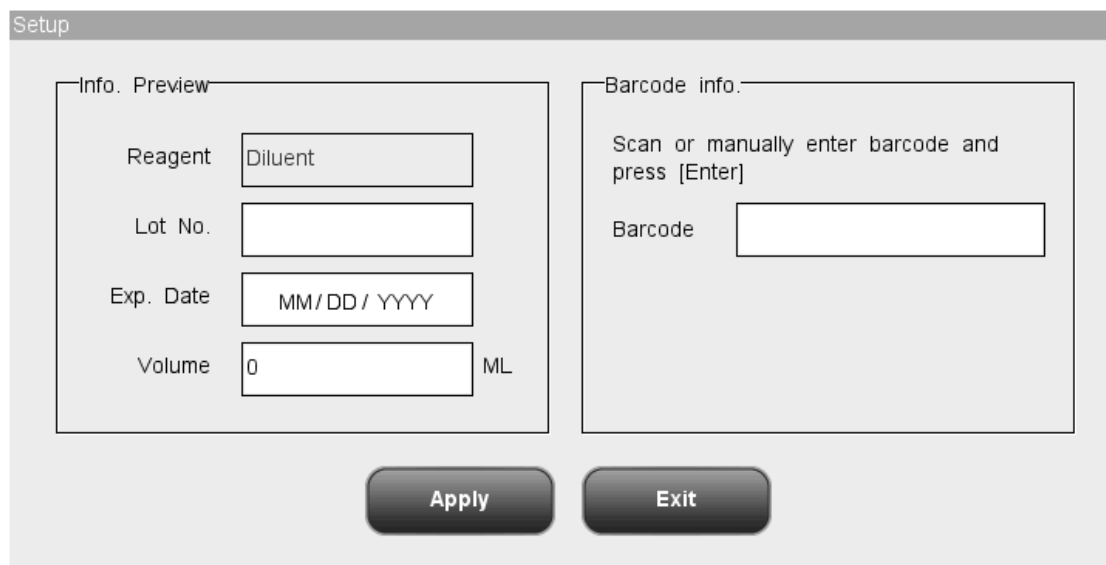 Setup
Info. Preview
Reagent
Diluent
Lot No.
Exp. Date
MM/DD/ YYYY
Volume
0
ML
Barcode info.
Scan or manually enter barcode and
press [Enter]
Barcode
Apply
Exit